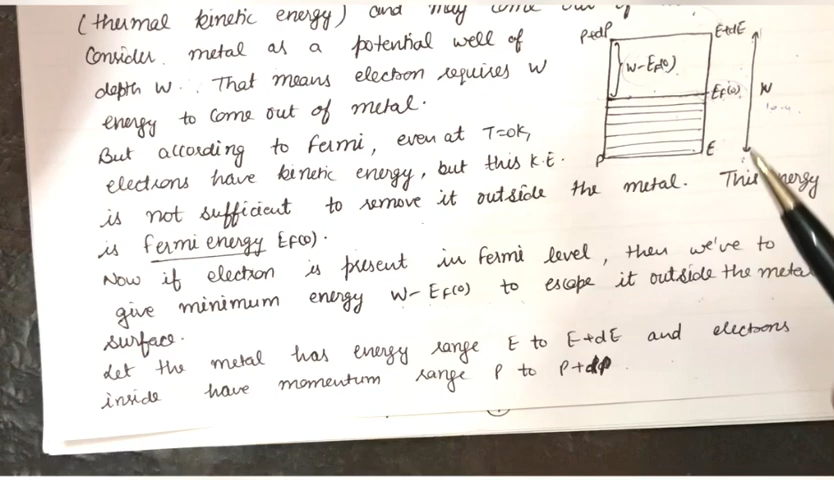 (thermal kinetic energy) and may come out of
Consider metal as a potential well of
depth W. That means electron requires W
energy to come out of metal.
But according to Fermi, even at T=0K,
electrons have kinetic energy, but this K.E.
is not sufficient to remove it outside the metal. This energy
is Fermi energy EF(0).
Now if electron is present in Fermi level, then we've to
give minimum energy W-EF(0) to escape it outside the meta
surface.
Let the metal has energy range E to E+dE and electrons
inside have momentum range P to P+dP
P+dP
E+dE
W-EF(0)
EF(0)
W
P
E